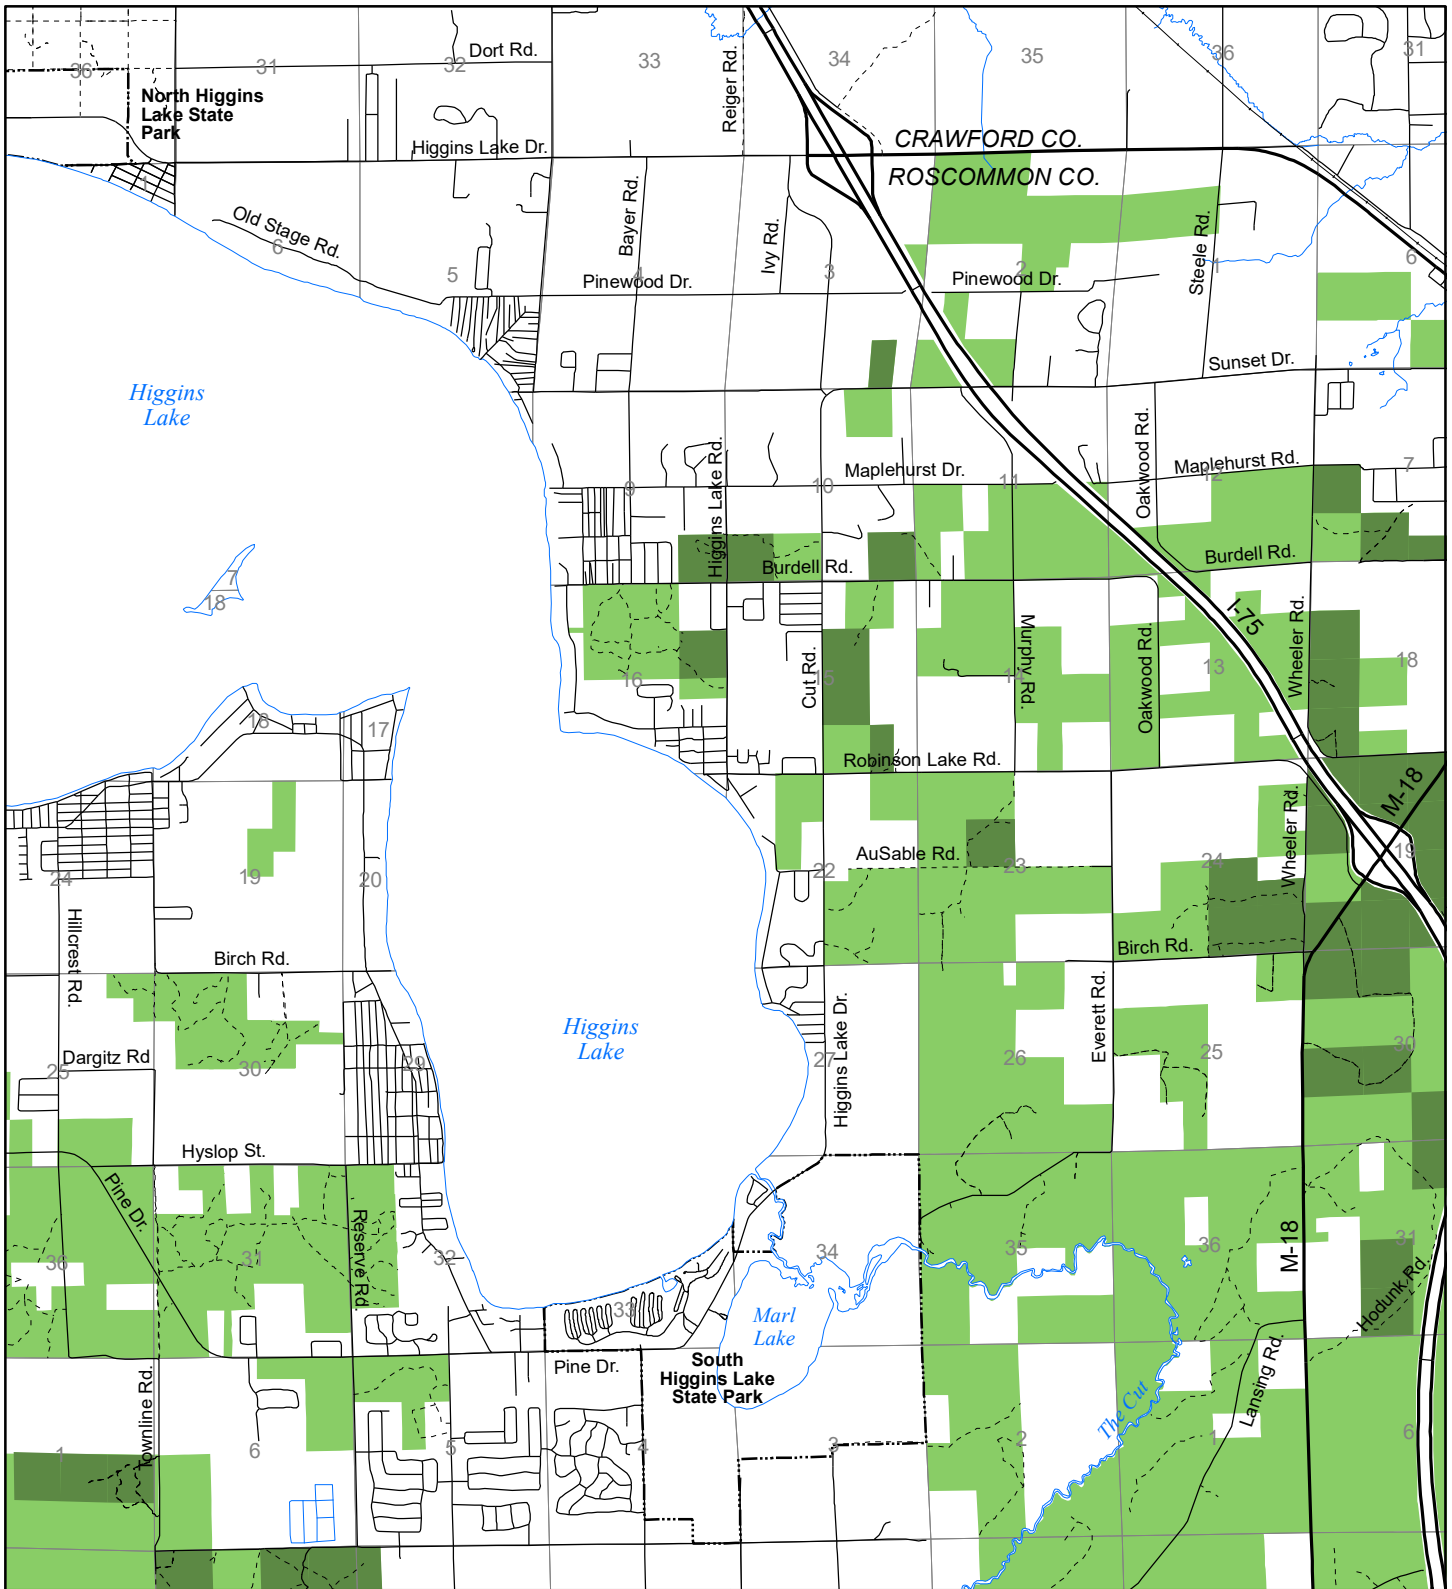 36
31
32
Dort Rd.
33
Reiger Rd.
34
35
36
31
North Higgins
Lake State
Park
Higgins Lake Dr.
CRAWFORD CO.
ROSCOMMON CO.
1
Old Stage Rd.
6
5
Bayer Rd.
4
Pinewood Dr.
Ivy Rd.
3
2
Pinewood Dr.
Steele Rd.
1
6
Sunset Dr.
Higgins
Lake
Higgins Lake Rd.
9
10
Maplehurst Dr.
11
Oakwood Rd.
Maplehurst Rd.
12
7
Burdell Rd.
Burdell Rd.
7
18
I-75
Wheeler Rd.
16
Cut Rd.
15
Murphy Rd.
14
Oakwood Rd.
13
18
18
17
Robinson Lake Rd.
M-18
Wheeler Rd.
24
19
20
AuSable Rd.
22
23
24
19
Hillcrest Rd.
Birch Rd.
Birch Rd.
Higgins
Lake
Higgins Lake Dr.
Everett Rd.
Dargitz Rd
25
30
29
27
26
25
30
Hyslop St.
Pine Dr.
Reserve Rd.
36
31
32
34
35
36
M-18
31
Hodunk Rd.
33
Marl
Lake
Pine Dr.
South
Higgins Lake
State Park
Lansing Rd.
The Cut
Townline Rd.
1
6
5
4
3
2
1
6